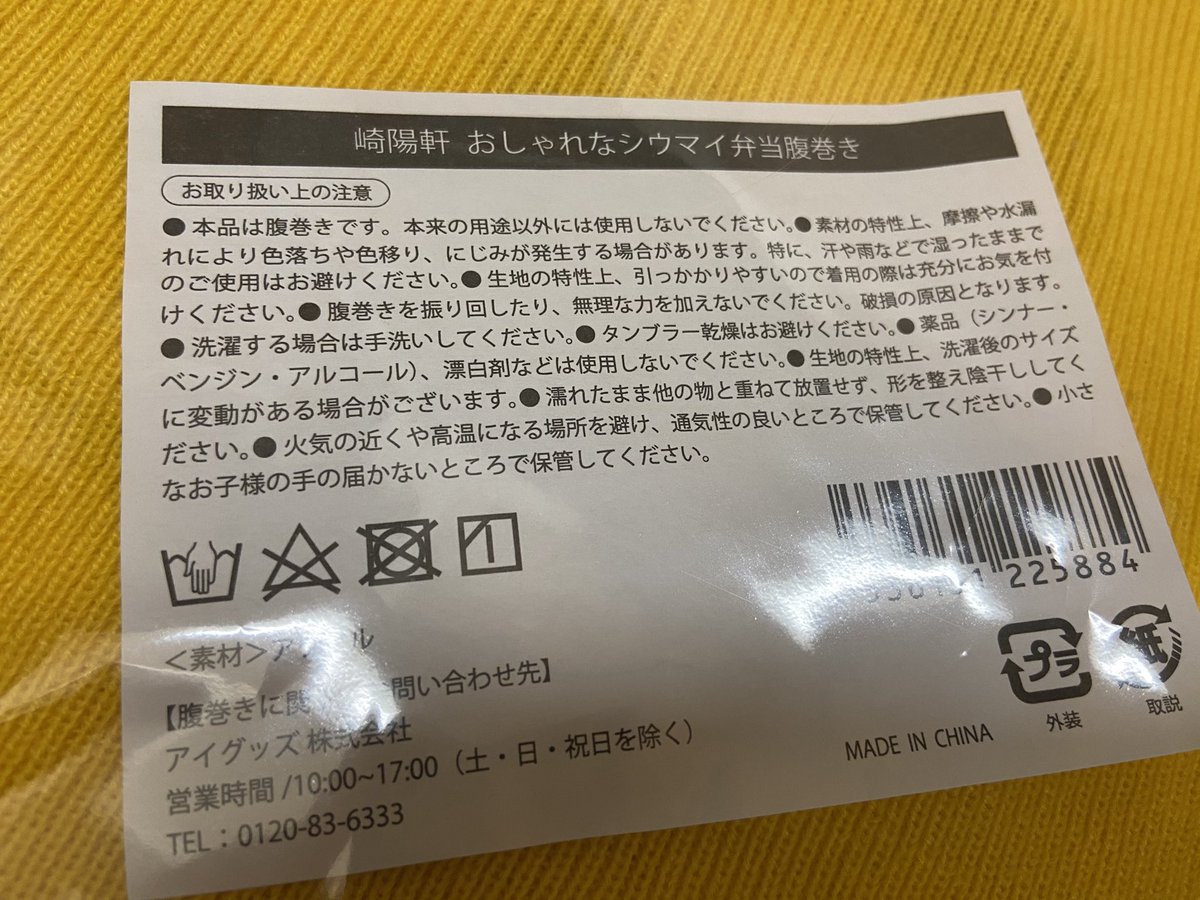 崎陽軒 おしゃれなシウマイ弁当腹巻き
お取り扱い上の注意
●本品は腹巻きです。本来の用途以外には使用しないでください。●素材の特性上、摩擦や水漏
れにより色落ちや色移り、にじみが発生する場合があります。特に、汗や雨などで湿ったままで
のご使用はお避けください。●生地の特性上、引っかかりやすいので着用の際は充分にお気を付
けください。●腹巻きを振り回したり、無理な力を加えないでください。破損の原因となります。
●洗濯する場合は手洗いしてください。●タンブラー乾燥はお避けください。●薬品（シンナー・
ベンジン・アルコール）、漂白剤などは使用しないでください。●生地の特性上、洗濯後のサイズ
に変動がある場合がございます。●濡れたまま他の物と重ねて放置せず、形を整え陰干ししてく
ださい。●火気の近くや高温になる場所を避け、通気性の良いところで保管してください。●小さ
なお子様の手の届かないところで保管してください。
225884
＜素材＞
【腹巻きに関 問い合わせ先】
アイグッズ株式会社
営業時間/10:00~17:00（土・日・祝日を除く）
TEL：0120-83-6333
プラ
外装
紙
取説
MADE IN CHINA